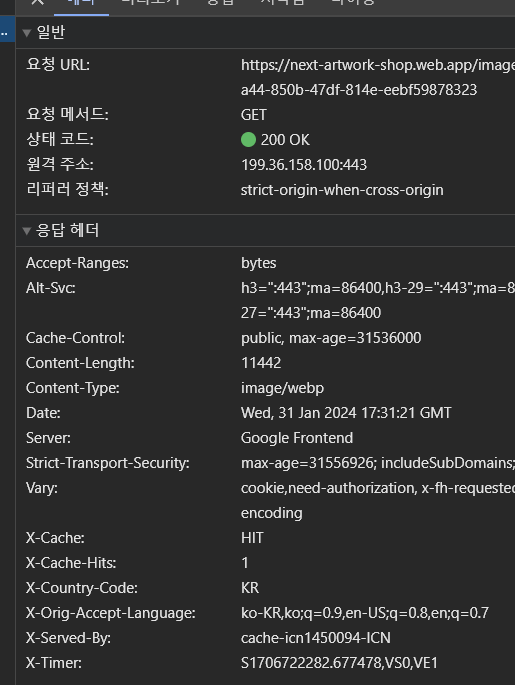 일반
요청 URL: https://next-artwork-shop.web.app/image
a44-850b-47df-814e-eebf59878323
요청 메서드: GET
상태 코드: 200 OK
원격 주소: 199.36.158.100:443
리퍼러 정책: strict-origin-when-cross-origin
응답 헤더
Accept-Ranges: bytes
Alt-Svc: h3=":443";ma=86400,h3-29=":443";ma=8
27=":443";ma=86400
Cache-Control: public, max-age=31536000
Content-Length: 11442
Content-Type: image/webp
Date: Wed, 31 Jan 2024 17:31:21 GMT
Server: Google Frontend
Strict-Transport-Security: max-age=31556926; includeSubDomains;
Vary: cookie,need-authorization, x-fh-requested
encoding
X-Cache: HIT
X-Cache-Hits: 1
X-Country-Code: KR
X-Orig-Accept-Language: ko-KR,ko;q=0.9,en-US;q=0.8,en;q=0.7
X-Served-By: cache-icn1450094-ICN
X-Timer: S1706722282.677478,VS0,VE1